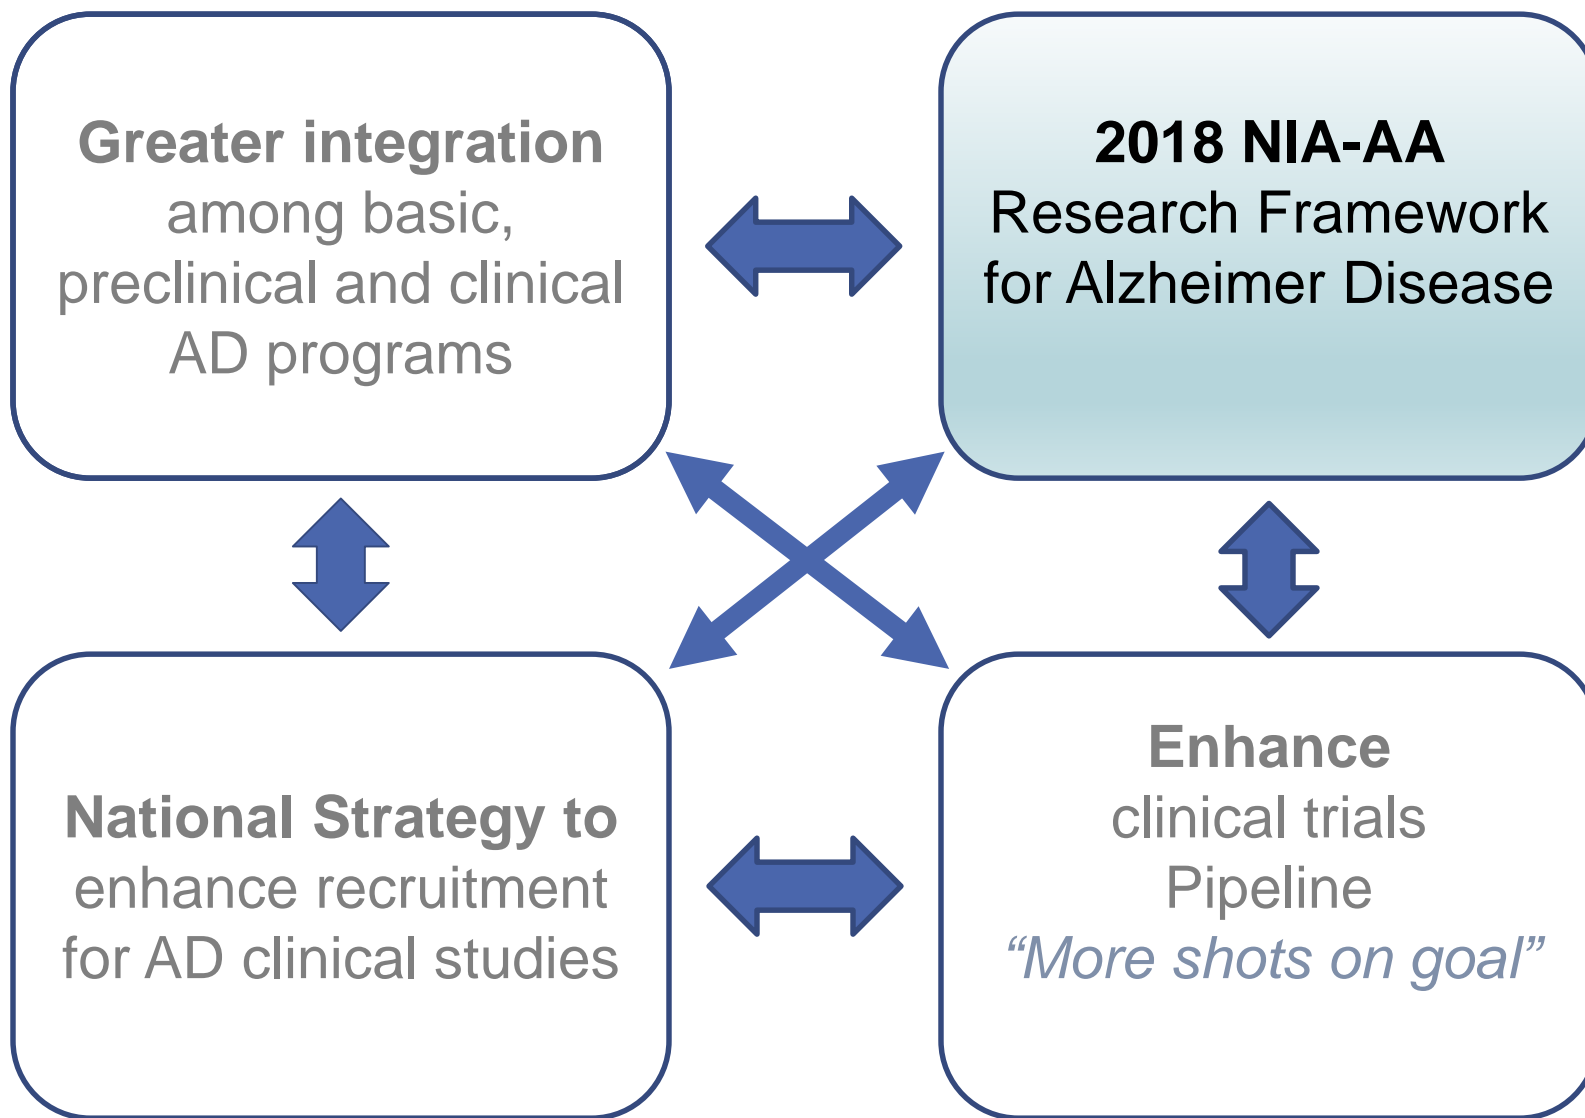 Greater integration
among basic,
preclinical and clinical
AD programs
2018 NIA-AA
Research Framework
for Alzheimer Disease
National Strategy to
enhance recruitment
for AD clinical studies
Enhance
clinical trials
Pipeline
“More shots on goal”